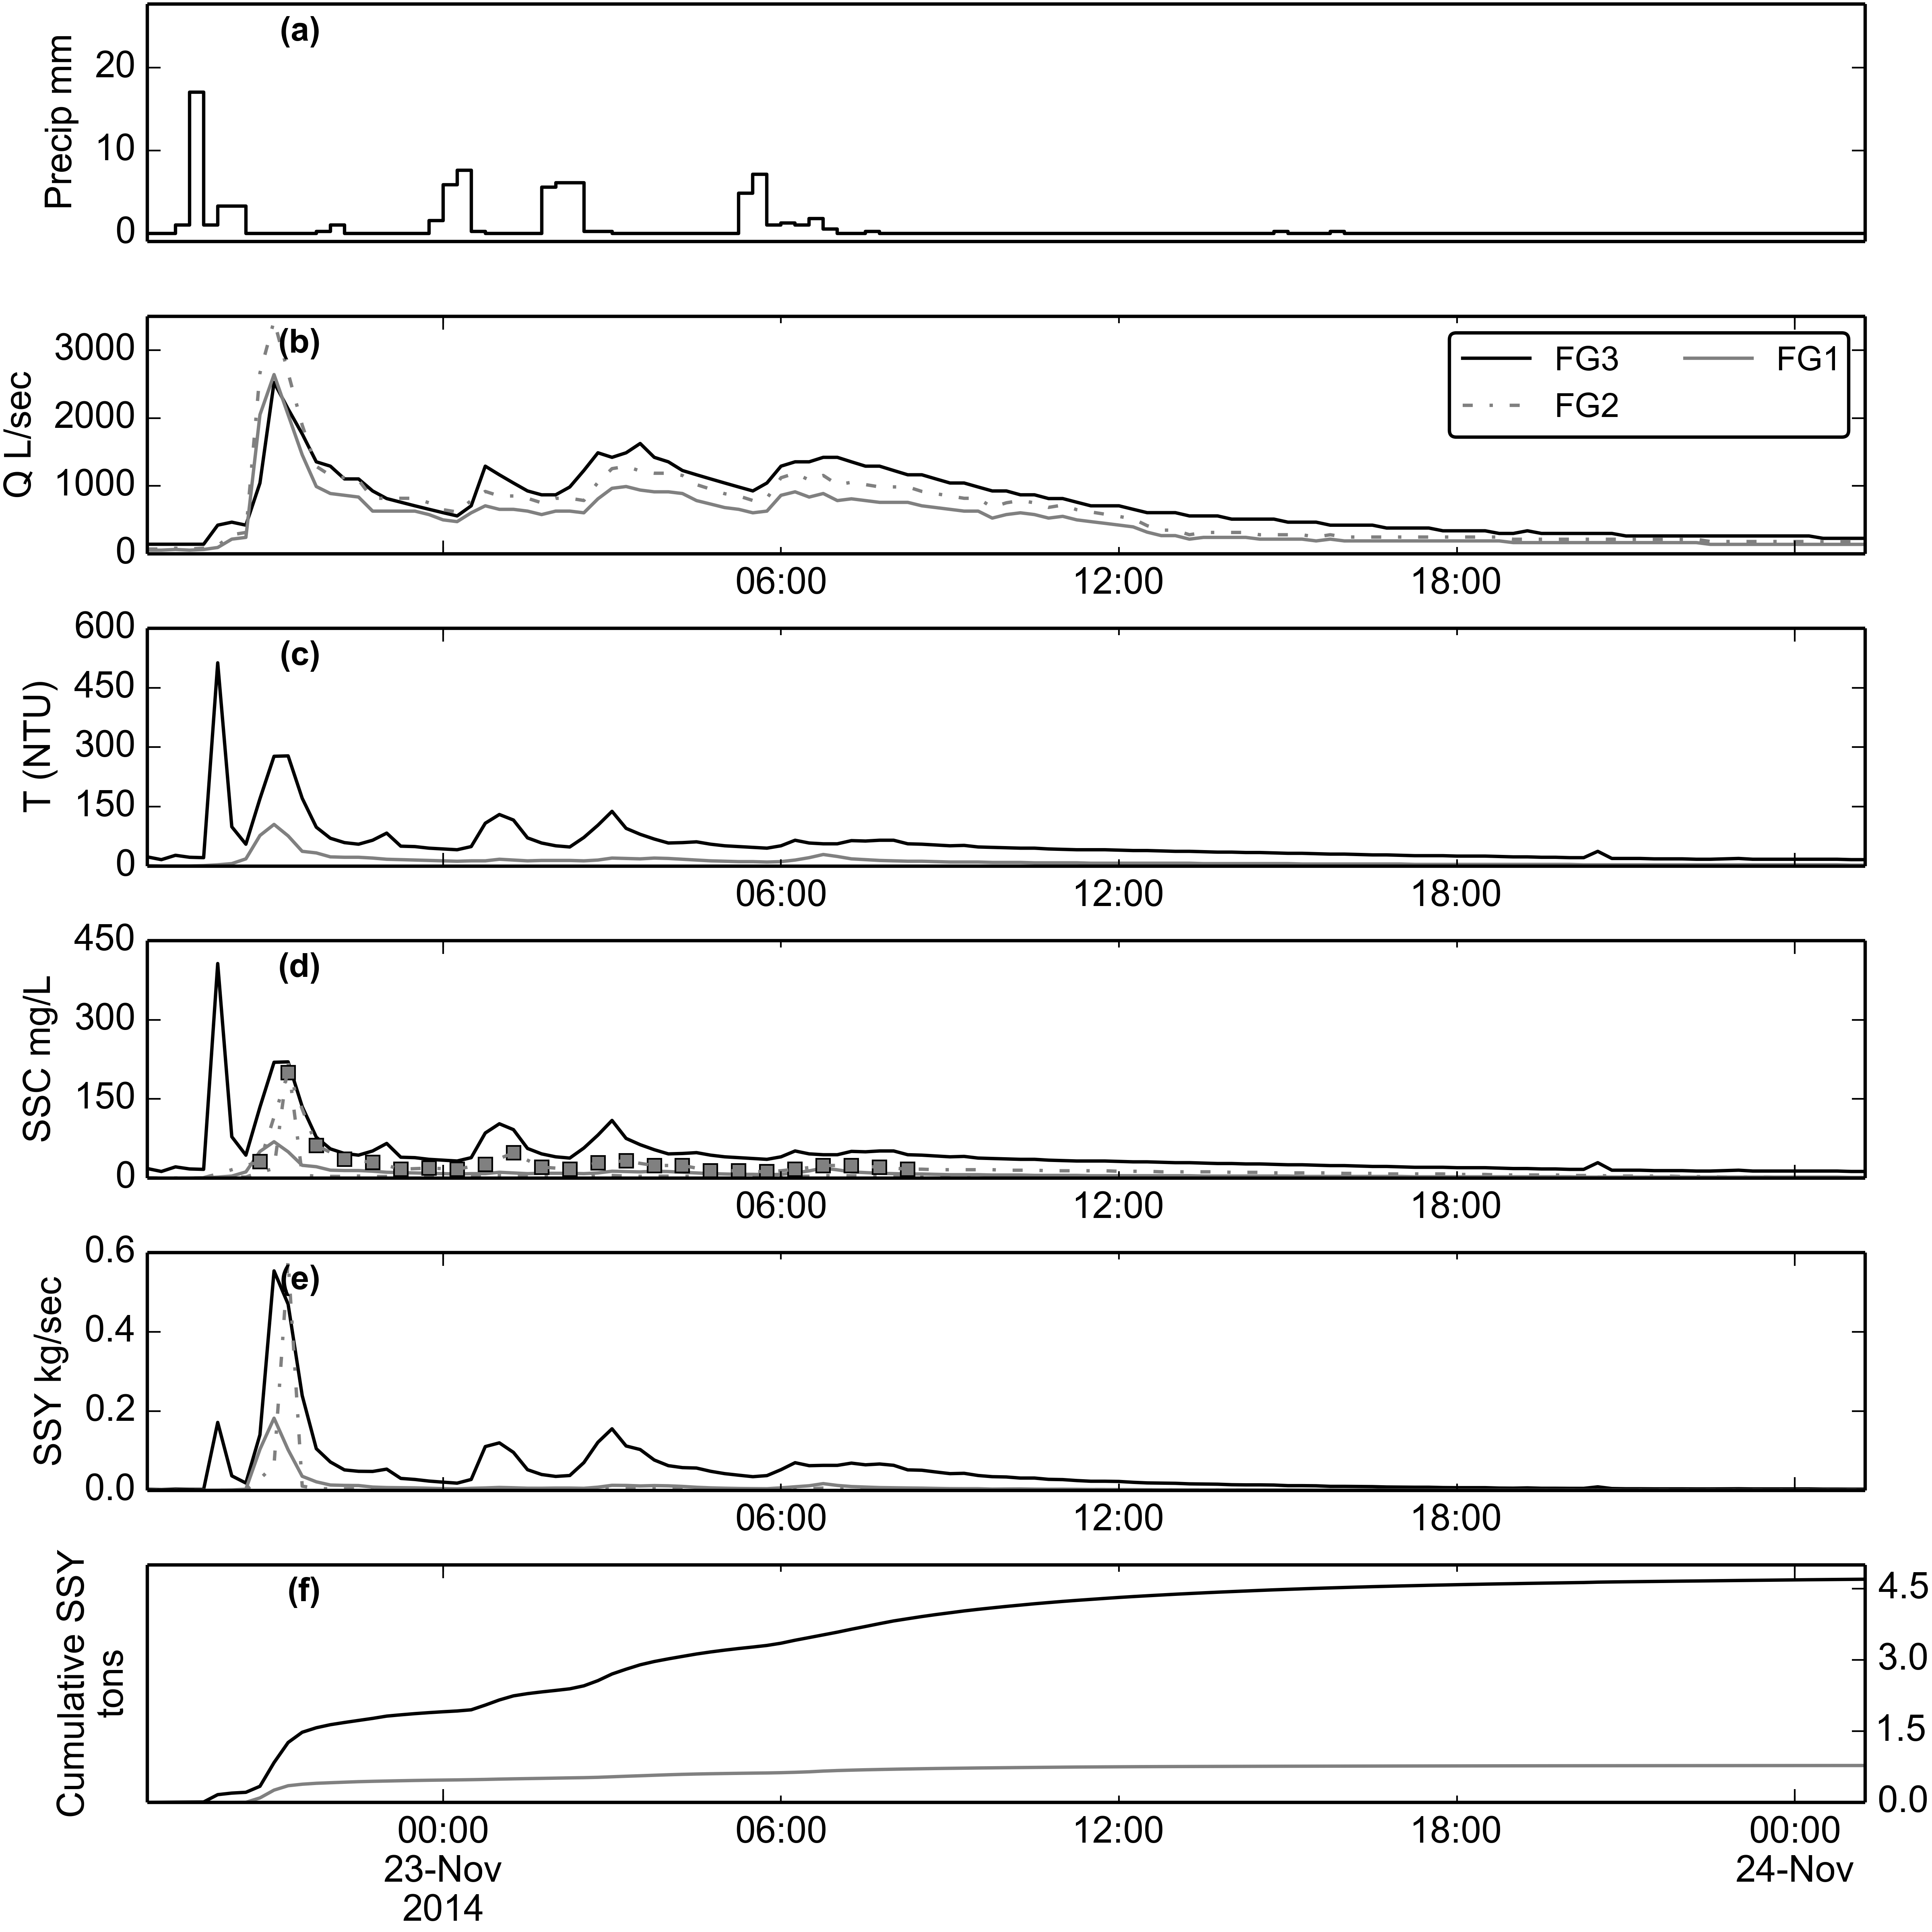 (a)
Precip mm
20
10
0
(b)
Q L/sec
3000
2000
1000
0
FG3
FG1
FG2
06:00
12:00
18:00
(c)
T (NTU)
600
450
300
150
0
06:00
12:00
18:00
(d)
SSC mg/L
450
300
150
0
06:00
12:00
18:00
(e)
SSY kg/sec
0.6
0.4
0.2
0.0
06:00
12:00
18:00
(f)
Cumulative SSY
tons
4.5
3.0
1.5
0.0
00:00
23-Nov
2014
06:00
12:00
18:00
00:00
24-Nov